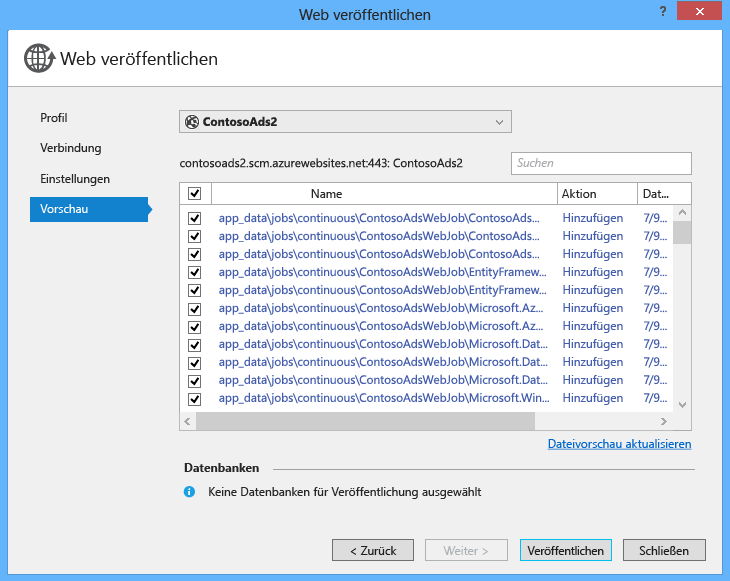 Web veröffentlichen
?
Web veröffentlichen
Profil
Verbindung
Einstellungen
Vorschau
ContosoAds2
contosoads2.scm.azurewebsites.net:443: ContosoAds2
Suchen
Name Aktion Dat...
app_data\jobs\continuous\ContosoAdsWebJob\ContosoAds... Hinzufügen 7/9...
app_data\jobs\continuous\ContosoAdsWebJob\ContosoAds... Hinzufügen 7/9...
app_data\jobs\continuous\ContosoAdsWebJob\ContosoAds... Hinzufügen 7/9...
app_data\jobs\continuous\ContosoAdsWebJob\EntityFramew... Hinzufügen 7/9...
app_data\jobs\continuous\ContosoAdsWebJob\EntityFramew... Hinzufügen 7/9...
app_data\jobs\continuous\ContosoAdsWebJob\Microsoft.Az... Hinzufügen 7/9...
app_data\jobs\continuous\ContosoAdsWebJob\Microsoft.Az... Hinzufügen 7/9...
app_data\jobs\continuous\ContosoAdsWebJob\Microsoft.Dat... Hinzufügen 7/9...
app_data\jobs\continuous\ContosoAdsWebJob\Microsoft.Dat... Hinzufügen 7/9...
app_data\jobs\continuous\ContosoAdsWebJob\Microsoft.Dat... Hinzufügen 7/9...
app_data\jobs\continuous\ContosoAdsWebJob\Microsoft.Win... Hinzufügen 7/9...
Dateivorschau aktualisieren
Datenbanken
Keine Datenbanken für Veröffentlichung ausgewählt
< Zurück Weiter > Veröffentlichen Schließen